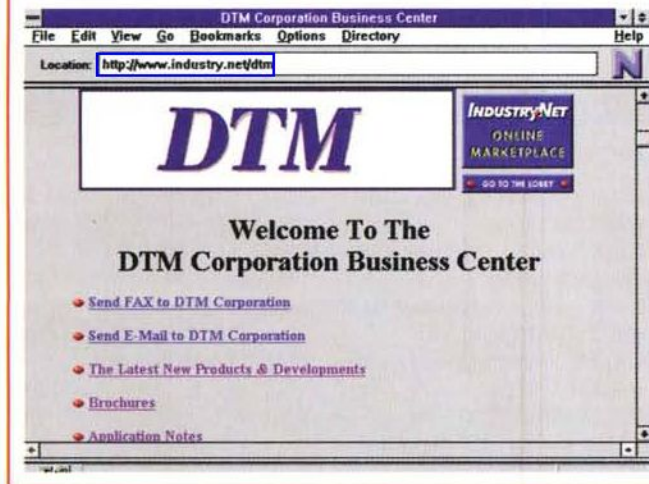 DTM Corporation Business Center
File Edit View Go Bookmarks Options Directory Help
Location: http://www.industry.net/dtm
N
DTM
INDUSTRY.NET
ONLINE
MARKETPLACE
GO TO THE LOBBY
Welcome To The
DTM Corporation Business Center
Send FAX to DTM Corporation
Send E-Mail to DTM Corporation
The Latest New Products & Developments
Brochures
Application Notes